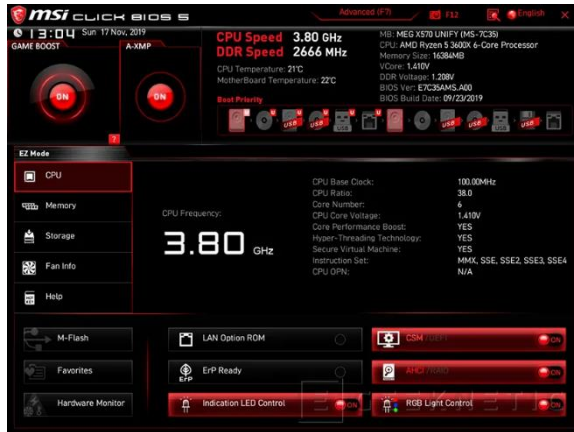 msi CLICK BIOS 5
Advanced (F7)
F12
English
X
13:04 Sun 17 Nov, 2019
GAME BOOST
A-XMP
ON
ON
?
CPU Speed 3.80 GHz
DDR Speed 2666 MHz
CPU Temperature: 21°C
MotherBoard Temperature: 22°C
MB: MEG X570 UNIFY (MS-7C35)
CPU: AMD Ryzen 5 3600X 6-Core Processor
Memory Size: 16384MB
VCore: 1.410V
DDR Voltage: 1.208V
BIOS Ver: E7C35AMS.A00
BIOS Build Date: 09/23/2019
Boot Priority
U U U U U
USB USB USB USB USB USB
EZ Mode
CPU
Memory
Storage
Fan Info
Help
CPU Frequency:
3.80 GHz
CPU Base Clock: 100.00MHz
CPU Ratio: 38.0
Core Number: 6
CPU Core Voltage: 1.410V
Core Performance Boost: YES
Hyper-Threading Technology: YES
Secure Virtual Machine: YES
Instruction Set: MMX, SSE, SSE2, SSE3, SSE4
CPU OPN: N/A
M-Flash
LAN Option ROM
CSM /UEFI
ON
Favorites
ErP
ErP Ready
AHCI /RAID
ON
Hardware Monitor
Indication LED Control
ON
RGB Light Control
ON